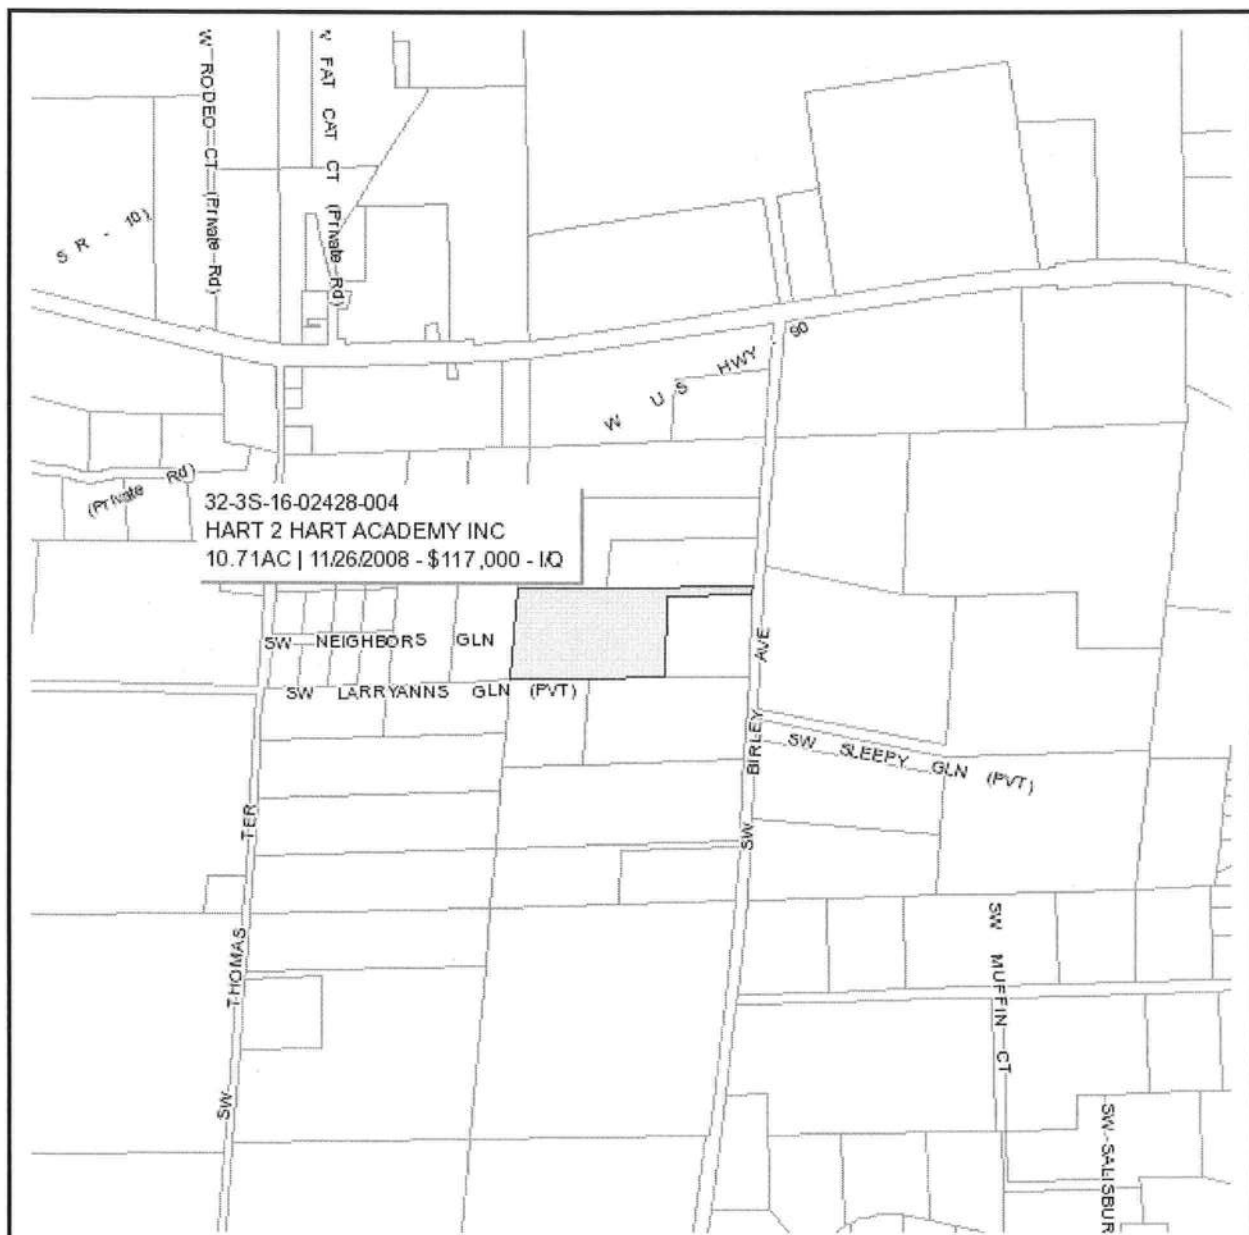 W RODEO CT (Private Rd)
FAT CAT CT (Private Rd)
SR - 10)
W US HWY 90
(Private Rd)
32-3S-16-02428-004
HART 2 HART ACADEMY INC
10.71AC | 11/26/2008 - $117,000 - I/Q
SW NEIGHBORS GLN
SW LARRYANNS GLN (PVT)
SW BIRLEY AVE
SW SLEEPY GLN (PVT)
SW THOMAS TER
SW MUFFIN CT
SW SALISBUR